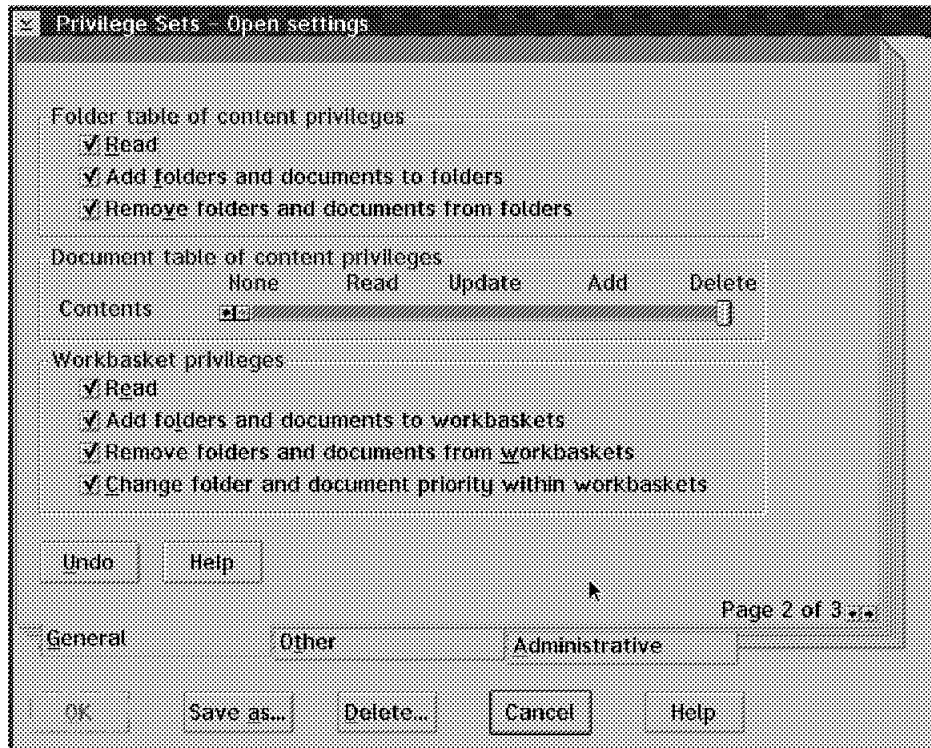 Privilege Sets - Open settings
Folder table of content privileges
Read
Add folders and documents to folders
Remove folders and documents from folders
Document table of content privileges
None Read Update Add Delete
Contents
Workbasket privileges
Read
Add folders and documents to workbaskets
Remove folders and documents from workbaskets
Change folder and document priority within workbaskets
Undo Help
Page 2 of 3
General Other Administrative
OK Save as... Delete... Cancel Help